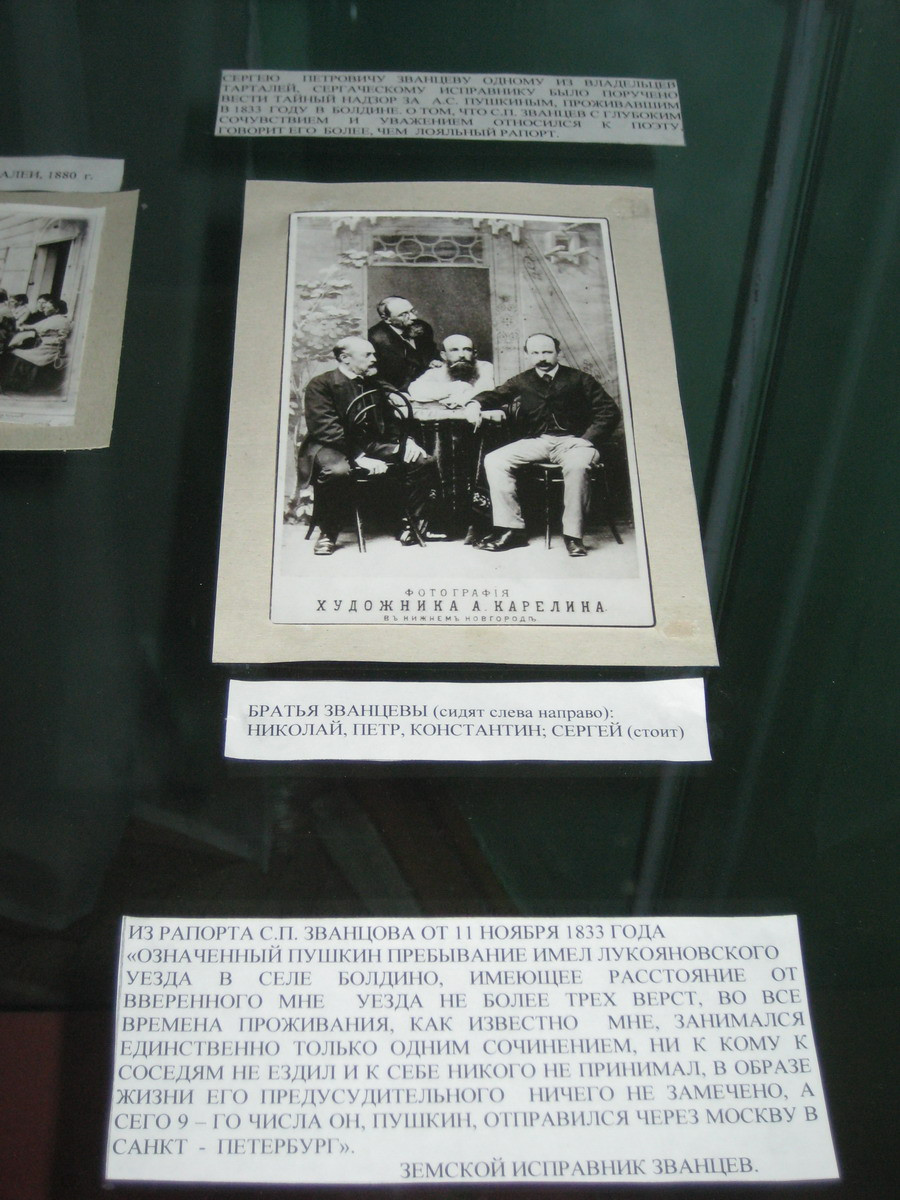 СЕРГЕЮ ПЕТРОВИЧУ ЗВАНЦЕВУ ОДНОМУ ИЗ ВЛАДЕЛЬЦЕВ
ТАРТАЛЕЙ, СЕРГАЧЕСКОМУ ИСПРАВНИКУ БЫЛО ПОРУЧЕНО
ВЕСТИ ТАЙНЫЙ НАДЗОР ЗА А.С. ПУШКИНЫМ, ПРОЖИВАВШИМ
В 1833 ГОДУ В БОЛДИНЕ. О ТОМ, ЧТО С.П. ЗВАНЦЕВ С ГЛУБОКИМ
СОЧУВСТВИЕМ И УВАЖЕНИЕМ ОТНОСИЛСЯ К ПОЭТУ,
ГОВОРИТ ЕГО БОЛЕЕ, ЧЕМ ЛОЯЛЬНЫЙ РАПОРТ.
АЛЕИ, 1880 г.
ФОТОГРАФІЯ
ХУДОЖНИКА А. КАРЕЛИНА.
ВЪ НИЖНЕМЪ НОВГОРОДѢ.
БРАТЬЯ ЗВАНЦЕВЫ (сидят слева направо):
НИКОЛАЙ, ПЕТР, КОНСТАНТИН; СЕРГЕЙ (стоит)
ИЗ РАПОРТА С.П. ЗВАНЦОВА ОТ 11 НОЯБРЯ 1833 ГОДА
«ОЗНАЧЕННЫЙ ПУШКИН ПРЕБЫВАНИЕ ИМЕЛ ЛУКОЯНОВСКОГО
УЕЗДА В СЕЛЕ БОЛДИНО, ИМЕЮЩЕЕ РАССТОЯНИЕ ОТ
ВВЕРЕННОГО МНЕ УЕЗДА НЕ БОЛЕЕ ТРЕХ ВЕРСТ, ВО ВСЕ
ВРЕМЕНА ПРОЖИВАНИЯ, КАК ИЗВЕСТНО МНЕ, ЗАНИМАЛСЯ
ЕДИНСТВЕННО ТОЛЬКО ОДНИМ СОЧИНЕНИЕМ, НИ К КОМУ К
СОСЕДЯМ НЕ ЕЗДИЛ И К СЕБЕ НИКОГО НЕ ПРИНИМАЛ, В ОБРАЗЕ
ЖИЗНИ ЕГО ПРЕДУСУДИТЕЛЬНОГО НИЧЕГО НЕ ЗАМЕЧЕНО, А
СЕГО 9 – ГО ЧИСЛА ОН, ПУШКИН, ОТПРАВИЛСЯ ЧЕРЕЗ МОСКВУ В
САНКТ - ПЕТЕРБУРГ».
ЗЕМСКОЙ ИСПРАВНИК ЗВАНЦЕВ.